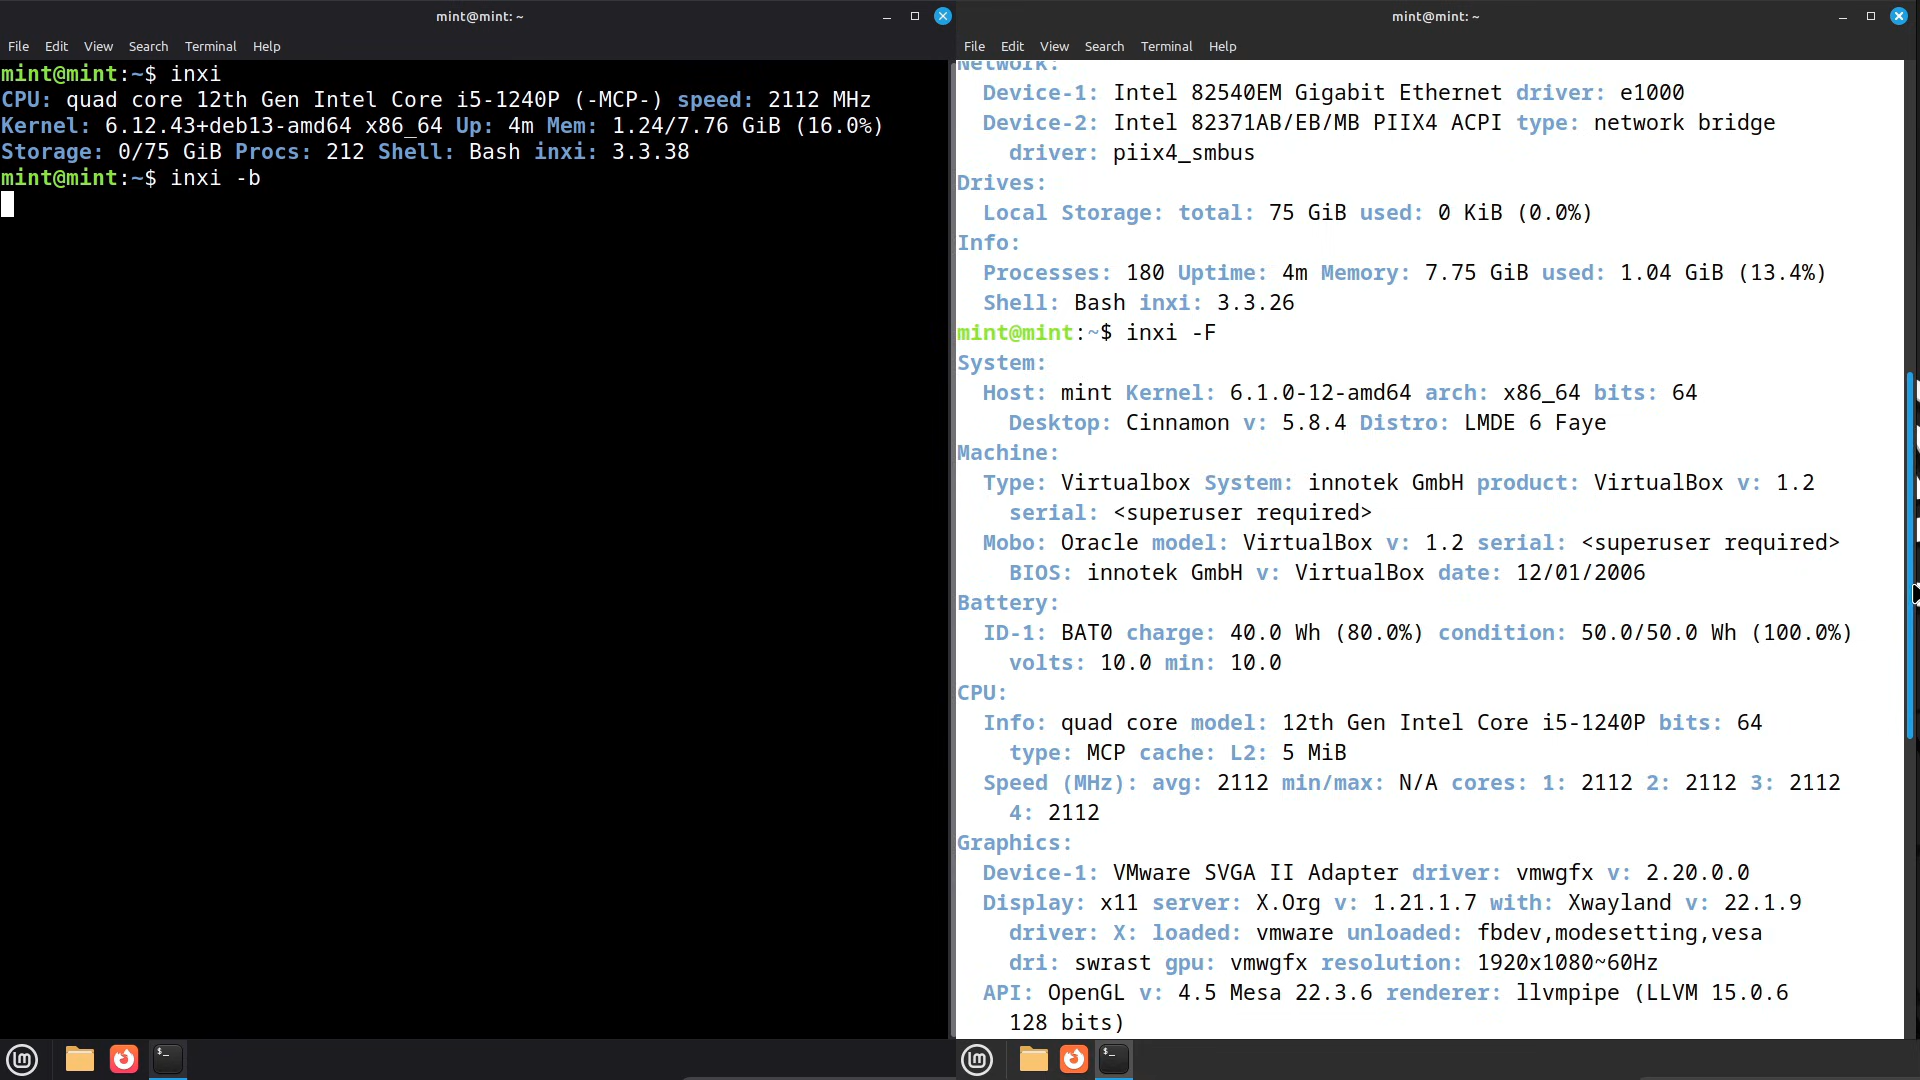 mint@mint: ~
File Edit View Search Terminal Help
mint@mint:~$ inxi
CPU: quad core 12th Gen Intel Core i5-1240P (-MCP-) speed: 2112 MHz
Kernel: 6.12.43+deb13-amd64 x86_64 Up: 4m Mem: 1.24/7.76 GiB (16.0%)
Storage: 0/75 GiB Procs: 212 Shell: Bash inxi: 3.3.38
mint@mint:~$ inxi -b
mint@mint: ~
File Edit View Search Terminal Help
Network:
Device-1: Intel 82540EM Gigabit Ethernet driver: e1000
Device-2: Intel 82371AB/EB/MB PIIX4 ACPI type: network bridge
driver: piix4_smbus
Drives:
Local Storage: total: 75 GiB used: 0 KiB (0.0%)
Info:
Processes: 180 Uptime: 4m Memory: 7.75 GiB used: 1.04 GiB (13.4%)
Shell: Bash inxi: 3.3.26
mint@mint:~$ inxi -F
System:
Host: mint Kernel: 6.1.0-12-amd64 arch: x86_64 bits: 64
Desktop: Cinnamon v: 5.8.4 Distro: LMDE 6 Faye
Machine:
Type: Virtualbox System: innotek GmbH product: VirtualBox v: 1.2
serial: <superuser required>
Mobo: Oracle model: VirtualBox v: 1.2 serial: <superuser required>
BIOS: innotek GmbH v: VirtualBox date: 12/01/2006
Battery:
ID-1: BAT0 charge: 40.0 Wh (80.0%) condition: 50.0/50.0 Wh (100.0%)
volts: 10.0 min: 10.0
CPU:
Info: quad core model: 12th Gen Intel Core i5-1240P bits: 64
type: MCP cache: L2: 5 MiB
Speed (MHz): avg: 2112 min/max: N/A cores: 1: 2112 2: 2112 3: 2112
4: 2112
Graphics:
Device-1: VMware SVGA II Adapter driver: vmwgfx v: 2.20.0.0
Display: x11 server: X.Org v: 1.21.1.7 with: Xwayland v: 22.1.9
driver: X: loaded: vmware unloaded: fbdev,modesetting,vesa
dri: swrast gpu: vmwgfx resolution: 1920x1080~60Hz
API: OpenGL v: 4.5 Mesa 22.3.6 renderer: llvmpipe (LLVM 15.0.6
128 bits)